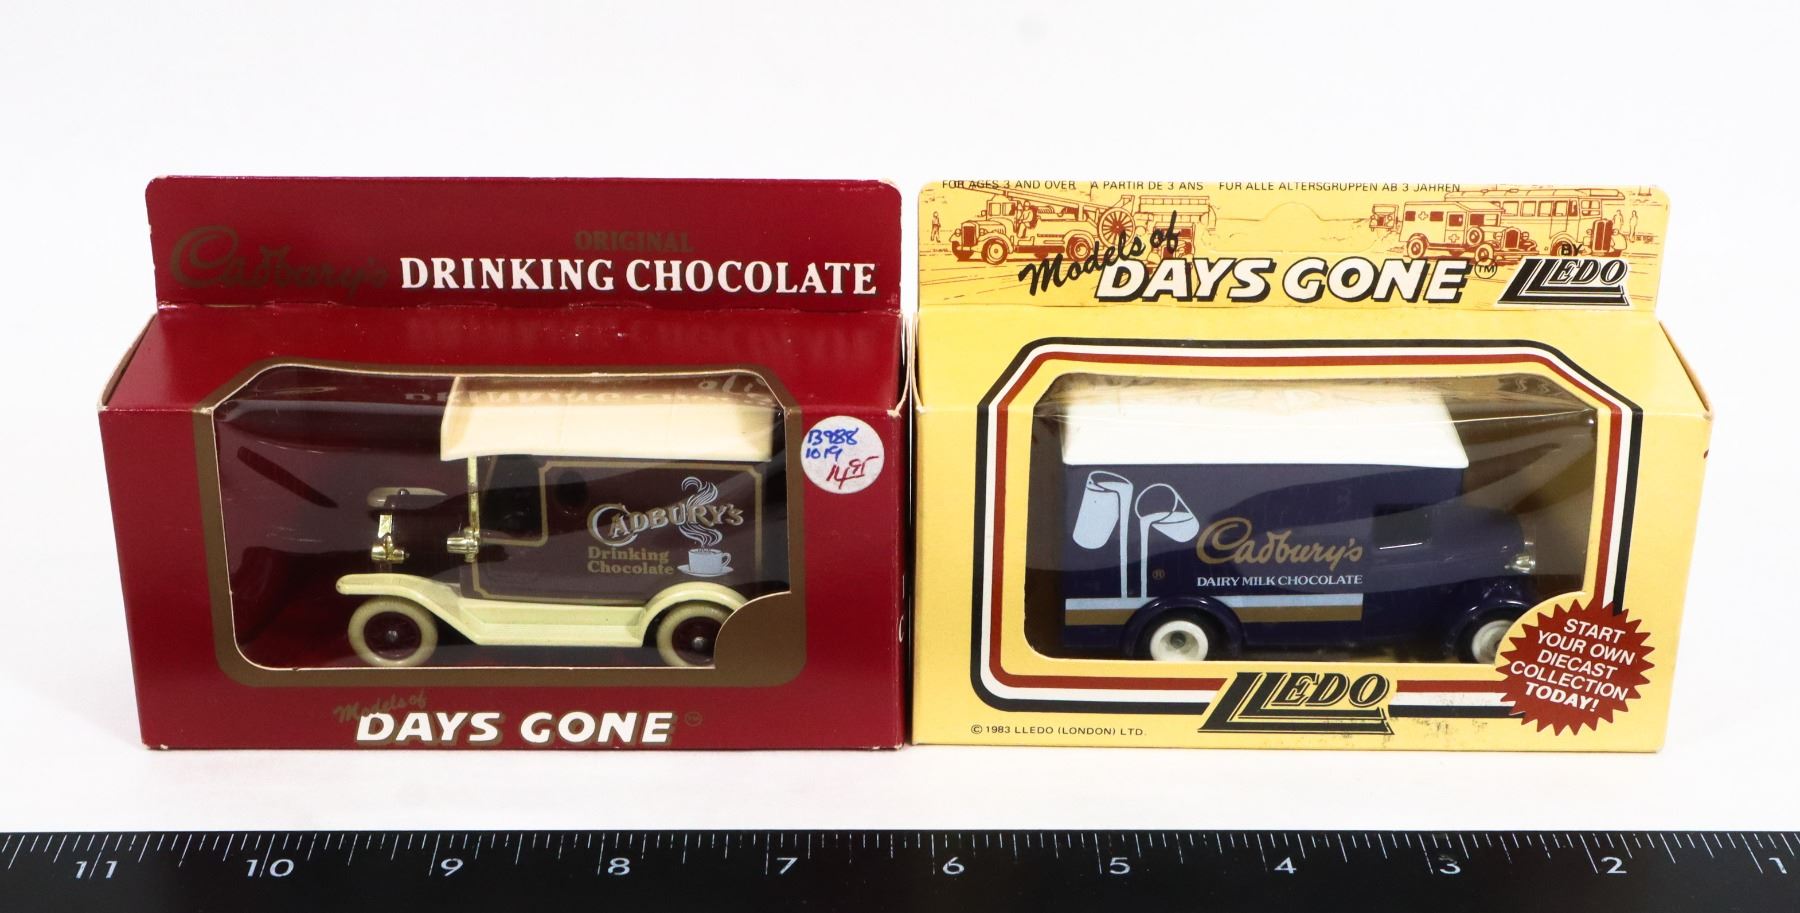 ORIGINAL
Cadbury's DRINKING CHOCOLATE
B988
1019
14.95
CADBURY'S
Drinking
Chocolate
Models of
DAYS GONE™
FOR AGES 3 AND OVER A PARTIR DE 3 ANS FUR ALLE ALTERSGRUPPEN AB 3 JAHREN
Models of
DAYS GONE™
BY
LLEDO
Cadbury's
® DAIRY MILK CHOCOLATE
START
YOUR OWN
DIECAST
COLLECTION
TODAY!
LLEDO
© 1983 LLEDO (LONDON) LTD.
11 10 9 8 7 6 5 4 3 2 1